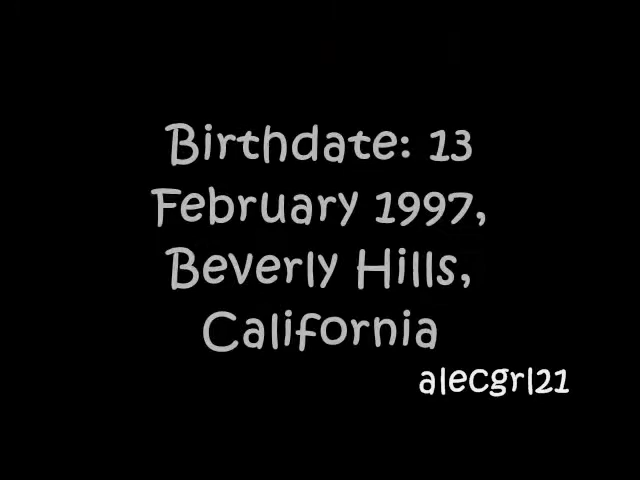 Birthdate: 13
February 1997,
Beverly Hills,
California
alecgrl21